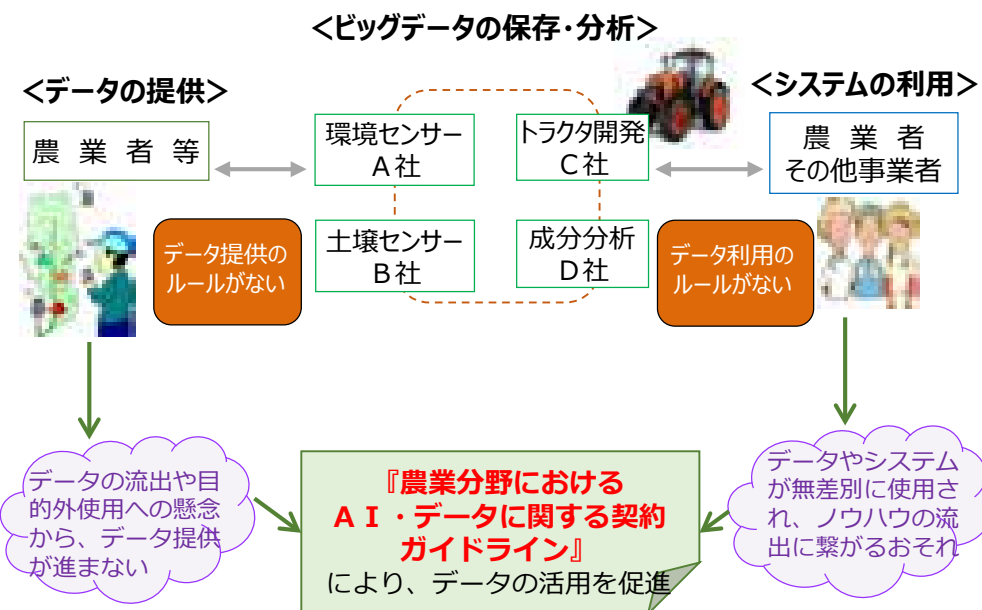 ＜ビッグデータの保存・分析＞
＜データの提供＞
＜システムの利用＞
農 業 者 等
環境センサー
Ａ社
トラクタ開発
Ｃ社
農 業 者
その他事業者
データ提供の
ルールがない
土壌センサー
Ｂ社
成分分析
Ｄ社
データ利用の
ルールがない
データの流出や目
的外使用への懸念
から、データ提供
が進まない
『農業分野における
ＡＩ・データに関する契約
ガイドライン』
により、データの活用を促進
データやシステム
が無差別に使用さ
れ、ノウハウの流
出に繋がるおそれ